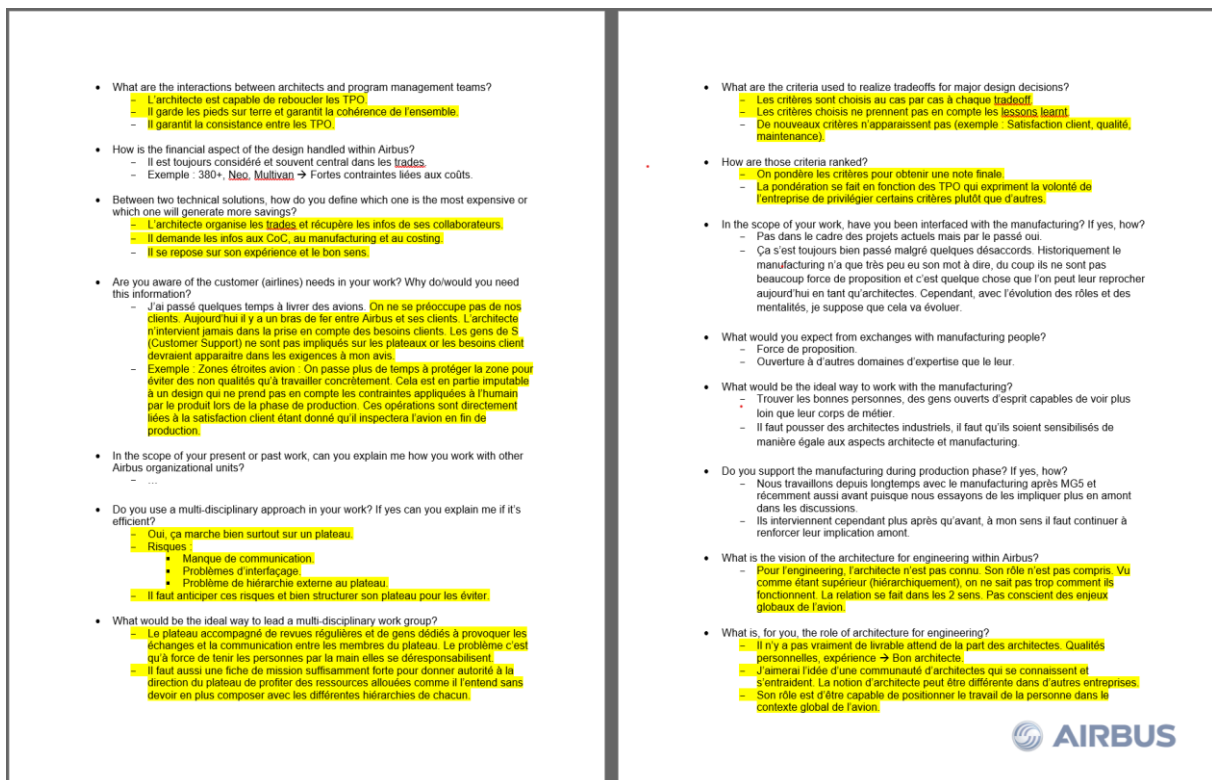 • What are the interactions between architects and program management teams?
– L'architecte est capable de reboucler les TPO.
– Il garde les pieds sur terre et garantit la cohérence de l'ensemble.
– Il garantit la consistance entre les TPO.
• How is the financial aspect of the design handled within Airbus?
– Il est toujours considéré et souvent central dans les trades.
– Exemple : 380+, Neo, Multivan → Fortes contraintes liées aux coûts.
• Between two technical solutions, how do you define which one is the most expensive or
which one will generate more savings?
– L'architecte organise les trades et récupère les infos de ses collaborateurs.
– Il demande les infos aux CoC, au manufacturing et au costing.
– Il se repose sur son expérience et le bon sens.
• Are you aware of the customer (airlines) needs in your work? Why do/would you need
this information?
– J'ai passé quelques temps à livrer des avions. On ne se préoccupe pas de nos
clients. Aujourd'hui il y a un bras de fer entre Airbus et ses clients. L'architecte
n'intervient jamais dans la prise en compte des besoins clients. Les gens de S
(Customer Support) ne sont pas impliqués sur les plateaux or les besoins client
devraient apparaitre dans les exigences à mon avis.
– Exemple : Zones étroites avion : On passe plus de temps à protéger la zone pour
éviter des non qualités qu'à travailler concrètement. Cela est en partie imputable
à un design qui ne prend pas en compte les contraintes appliquées à l'humain
par le produit lors de la phase de production. Ces opérations sont directement
liées à la satisfaction client étant donné qu'il inspectera l'avion en fin de
production.
• In the scope of your present or past work, can you explain me how you work with other
Airbus organizational units?
– …
• Do you use a multi-disciplinary approach in your work? If yes can you explain me if it's
efficient?
– Oui, ça marche bien surtout sur un plateau.
– Risques :
▪ Manque de communication.
▪ Problèmes d'interfaçage.
▪ Problème de hiérarchie externe au plateau.
– Il faut anticiper ces risques et bien structurer son plateau pour les éviter.
• What would be the ideal way to lead a multi-disciplinary work group?
– Le plateau accompagné de revues régulières et de gens dédiés à provoquer les
échanges et la communication entre les membres du plateau. Le problème c'est
qu'à force de tenir les personnes par la main elles se déresponsabilisent.
– Il faut aussi une fiche de mission suffisamment forte pour donner autorité à la
direction du plateau de profiter des ressources allouées comme il l'entend sans
devoir en plus composer avec les différentes hiérarchies de chacun.
• What are the criteria used to realize tradeoffs for major design decisions?
– Les critères sont choisis au cas par cas à chaque tradeoff.
– Les critères choisis ne prennent pas en compte les lessons learnt.
– De nouveaux critères n'apparaissent pas (exemple : Satisfaction client, qualité,
maintenance).
• How are those criteria ranked?
– On pondère les critères pour obtenir une note finale.
– La pondération se fait en fonction des TPO qui expriment la volonté de
l'entreprise de privilégier certains critères plutôt que d'autres.
• In the scope of your work, have you been interfaced with the manufacturing? If yes, how?
– Pas dans le cadre des projets actuels mais par le passé oui.
– Ça s'est toujours bien passé malgré quelques désaccords. Historiquement le
manufacturing n'a que très peu eu son mot à dire, du coup ils ne sont pas
beaucoup force de proposition et c'est quelque chose que l'on peut leur reprocher
aujourd'hui en tant qu'architectes. Cependant, avec l'évolution des rôles et des
mentalités, je suppose que cela va évoluer.
• What would you expect from exchanges with manufacturing people?
– Force de proposition.
– Ouverture à d'autres domaines d'expertise que le leur.
• What would be the ideal way to work with the manufacturing?
– Trouver les bonnes personnes, des gens ouverts d'esprit capables de voir plus
loin que leur corps de métier.
– Il faut pousser des architectes industriels, il faut qu'ils soient sensibilisés de
manière égale aux aspects architecte et manufacturing.
• Do you support the manufacturing during production phase? If yes, how?
– Nous travaillons depuis longtemps avec le manufacturing après MG5 et
récemment aussi avant puisque nous essayons de les impliquer plus en amont
dans les discussions.
– Ils interviennent cependant plus après qu'avant, à mon sens il faut continuer à
renforcer leur implication amont.
• What is the vision of the architecture for engineering within Airbus?
– Pour l'engineering, l'architecte n'est pas connu. Son rôle n'est pas compris. Vu
comme étant supérieur (hiérarchiquement), on ne sait pas trop comment ils
fonctionnent. La relation se fait dans les 2 sens. Pas conscient des enjeux
globaux de l'avion.
• What is, for you, the role of architecture for engineering?
– Il n'y a pas vraiment de livrable attend de la part des architectes. Qualités
personnelles, expérience → Bon architecte.
– J'aimerai l'idée d'une communauté d'architectes qui se connaissent et
s'entraident. La notion d'architecte peut être différente dans d'autres entreprises.
– Son rôle est d'être capable de positionner le travail de la personne dans le
contexte global de l'avion.
AIRBUS